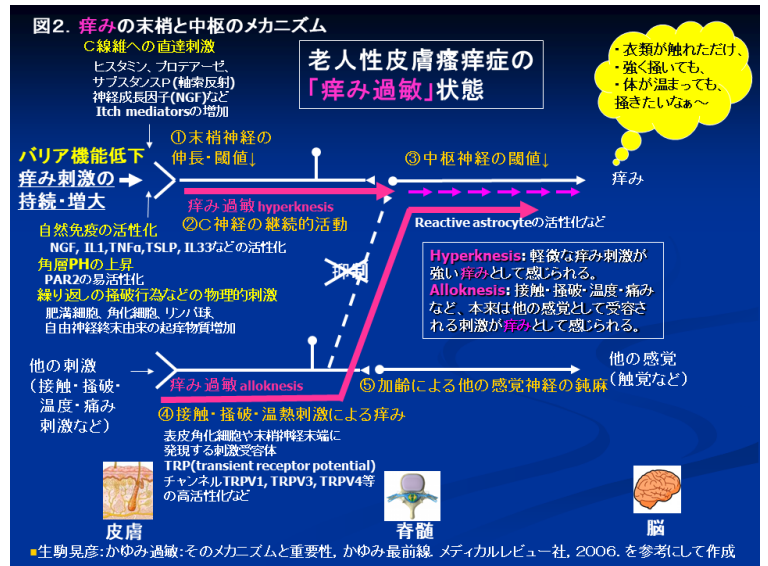 図2. 痒みの末梢と中枢のメカニズム
C線維への直達刺激
ヒスタミン、プロテアーゼ、
サブスタンスP(軸索反射)
神経成長因子(NGF)など
Itch mediatorsの増加
老人性皮膚瘙痒症の
「痒み過敏」状態
・衣類が触れただけ、
・強く掻いても、
・体が温まっても、
掻きたいなぁ～
①末梢神経の
伸長・閾値↓
③中枢神経の閾値↓
バリア機能低下
痒み刺激の
持続・増大
痒み
痒み過敏 hyperknesis
②C神経の継続的活動
Reactive astrocyteの活性化など
自然免疫の活性化
NGF, IL1,TNFα,TSLP, IL33などの活性化
角層PHの上昇
PAR2の易活性化
繰り返しの掻破行為などの物理的刺激
肥満細胞、角化細胞、リンパ球、
自由神経終末由来の起痒物質増加
抑制
Hyperknesis: 軽微な痒み刺激が
強い痒みとして感じられる。
Alloknesis: 接触・掻破・温度・痛み
など、本来は他の感覚として受容さ
れる刺激が痒みとして感じられる。
他の刺激
(接触・掻破・
温度・痛み
刺激など)
痒み過敏 alloknesis
⑤加齢による他の感覚神経の鈍麻
他の感覚
(触覚など)
④接触・掻破・温熱刺激による痒み
表皮角化細胞や末梢神経末端に
発現する刺激受容体
TRP(transient receptor potential)
チャンネルTRPV1, TRPV3, TRPV4等
の高活性化など
皮膚
脊髄
脳
■生駒晃彦:かゆみ過敏:そのメカニズムと重要性, かゆみ最前線. メディカルレビュー社, 2006. を参考にして作成